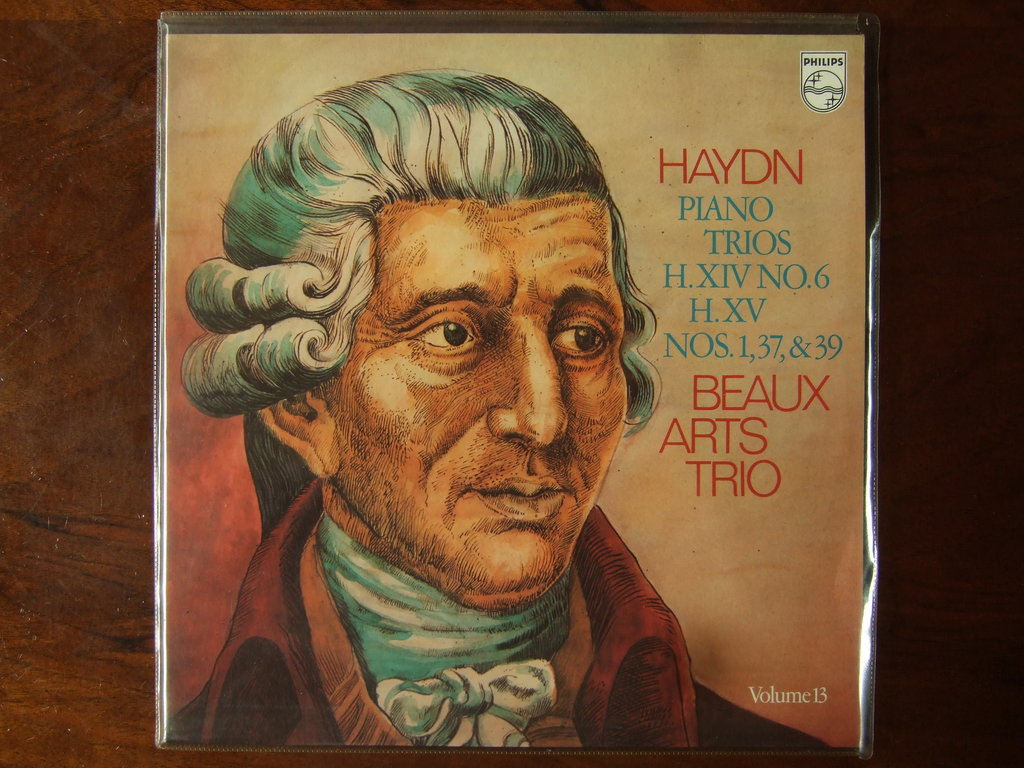 PHILIPS
HAYDN
PIANO
TRIOS
H. XIV NO. 6
H. XV
NOS. 1, 37, & 39
BEAUX
ARTS
TRIO
Volume 13